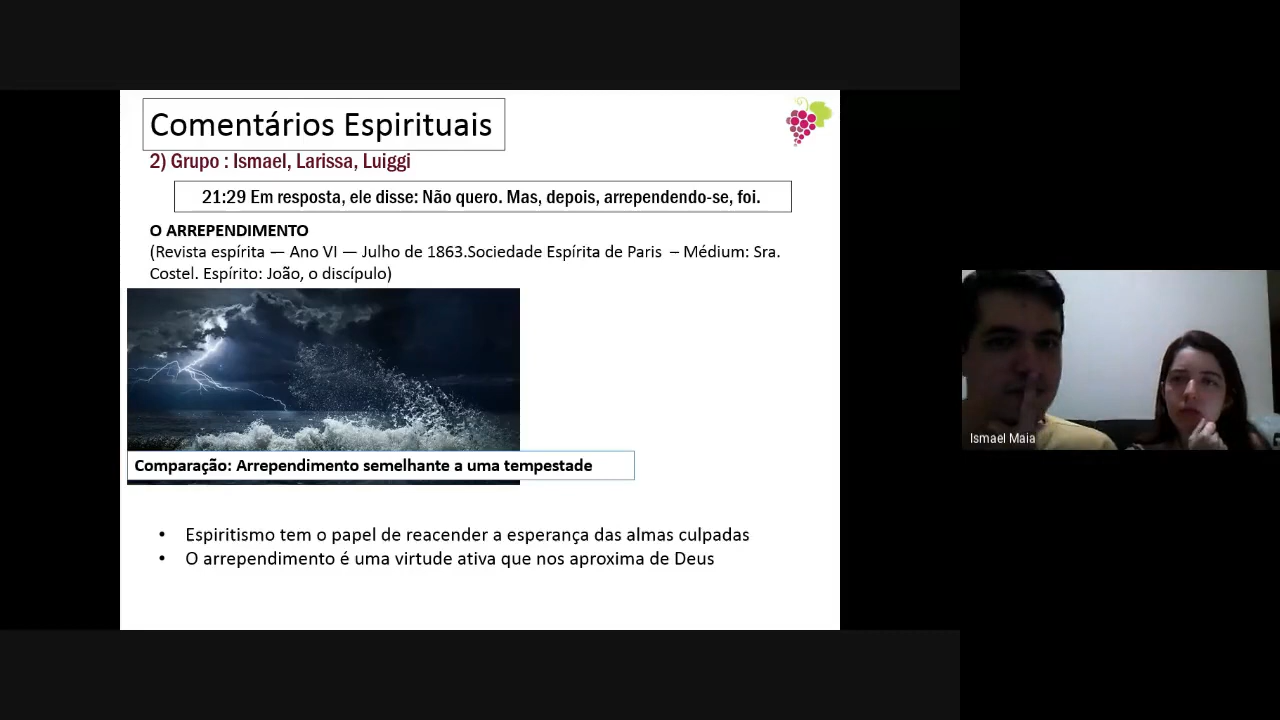 Comentários Espirituais
2) Grupo : Ismael, Larissa, Luiggi
21:29 Em resposta, ele disse: Não quero. Mas, depois, arrependendo-se, foi.
O ARREPENDIMENTO
(Revista espírita — Ano VI — Julho de 1863.Sociedade Espírita de Paris – Médium: Sra.
Costel. Espírito: João, o discípulo)
Comparação: Arrependimento semelhante a uma tempestade
• Espiritismo tem o papel de reacender a esperança das almas culpadas
• O arrependimento é uma virtude ativa que nos aproxima de Deus
Ismael Maia